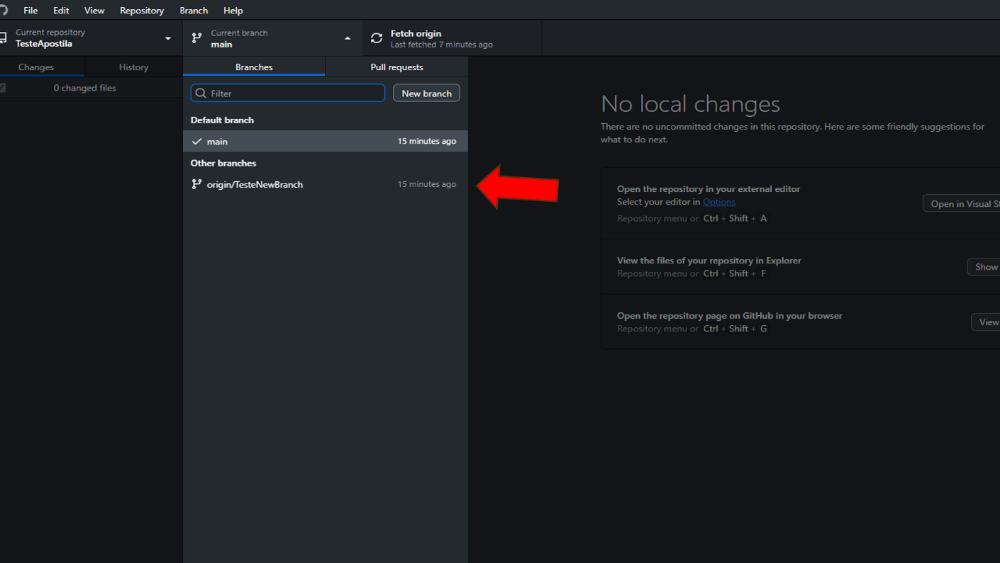 File Edit View Repository Branch Help
Current repository
TesteApostila
Current branch
main
Fetch origin
Last fetched 7 minutes ago
Changes History
0 changed files
Branches Pull requests
Filter
New branch
Default branch
main 15 minutes ago
Other branches
origin/TesteNewBranch 15 minutes ago
No local changes
There are no uncommitted changes in this repository. Here are some friendly suggestions for
what to do next.
Open the repository in your external editor
Select your editor in Options
Repository menu or Ctrl + Shift + A
Open in Visual St
View the files of your repository in Explorer
Repository menu or Ctrl + Shift + F
Show
Open the repository page on GitHub in your browser
Repository menu or Ctrl + Shift + G
View